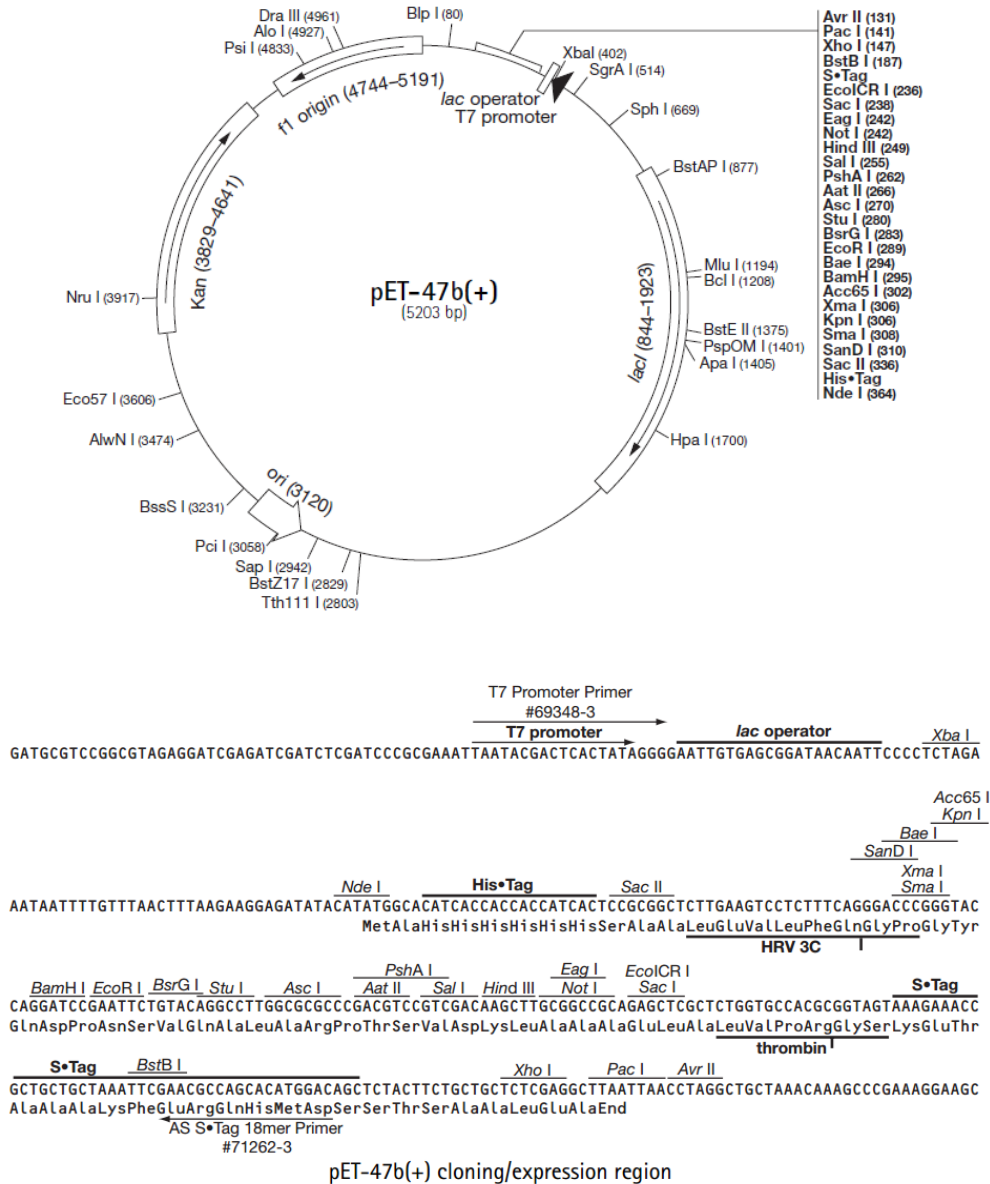 Dra III (4961)
Alo I (4927)
Psi I (4833)
Blp I (80)
XbaI (402)
SgrA I (514)
lac operator
T7 promoter
Sph I (669)
f1 origin (4744–5191)
BstAP I (877)
Kan (3829–4641)
Nru I (3917)
pET-47b(+)
(5203 bp)
Mlu I (1194)
Bcl I (1208)
BstE II (1375)
PspOM I (1401)
Apa I (1405)
lacI (844–1923)
Eco57 I (3606)
AlwN I (3474)
Hpa I (1700)
ori (3120)
BssS I (3231)
Pci I (3058)
Sap I (2942)
BstZ17 I (2829)
Tth111 I (2803)
Avr II (131)
Pac I (141)
Xho I (147)
BstB I (187)
S•Tag
EcoICR I (236)
Sac I (238)
Eag I (242)
Not I (242)
Hind III (249)
Sal I (255)
PshA I (262)
Aat II (266)
Asc I (270)
Stu I (280)
BsrG I (283)
EcoR I (289)
Bae I (294)
BamH I (295)
Acc65 I (302)
Xma I (306)
Kpn I (306)
Sma I (308)
SanD I (310)
Sac II (336)
His•Tag
Nde I (364)
T7 Promoter Primer
#69348-3
T7 promoter
lac operator
Xba I
GATGCGTCCGGCGTAGAGGATCGAGATCGATCTCGATCCCGCGAAATTAATACGACTCACTATAGGGGAATTGTGAGCGGATAACAATTCCCCTCTAGA
Acc65 I
Kpn I
Bae I
SanD I
Xma I
Nde I His•Tag Sac II Sma I
AATAATTTTGTTTAACTTTAAGAAGGAGATATACATATGGCACATCACCACCACCATCACTCCGCGGCTCTTGAAGTCCTCTTTCAGGGACCCGGGTAC
MetAlaHisHisHisHisHisHisSerAlaAlaLeuGluValLeuPheGlnGlyProGlyTyr
HRV 3C
PshA I Eag I EcoICR I
BamH I EcoR I BsrG I Stu I Asc I Aat II Sal I Hind III Not I Sac I S•Tag
CAGGATCCGAATTCTGTACAGGCCTTGGCGCGCCCGACGTCCGTCGACAAGCTTGCGGCCGCAGAGCTCGCTCTGGTGCCACGCGGTAGTAAAGAAACC
GlnAspProAsnSerValGlnAlaLeuAlaArgProThrSerValAspLysLeuAlaAlaAlaGluLeuAlaLeuValProArgGlySerLysGluThr
thrombin
S•Tag BstB I Xho I Pac I Avr II
GCTGCTGCTAAATTCGAACGCCAGCACATGGACAGCTCTACTTCTGCTGCTCTCGAGGCTTAATTAACCTAGGCTGCTAAACAAAGCCCGAAAGGAAGC
AlaAlaAlaLysPheGluArgGlnHisMetAspSerSerThrSerAlaAlaLeuGluAlaEnd
AS S•Tag 18mer Primer
#71262-3
pET-47b(+) cloning/expression region